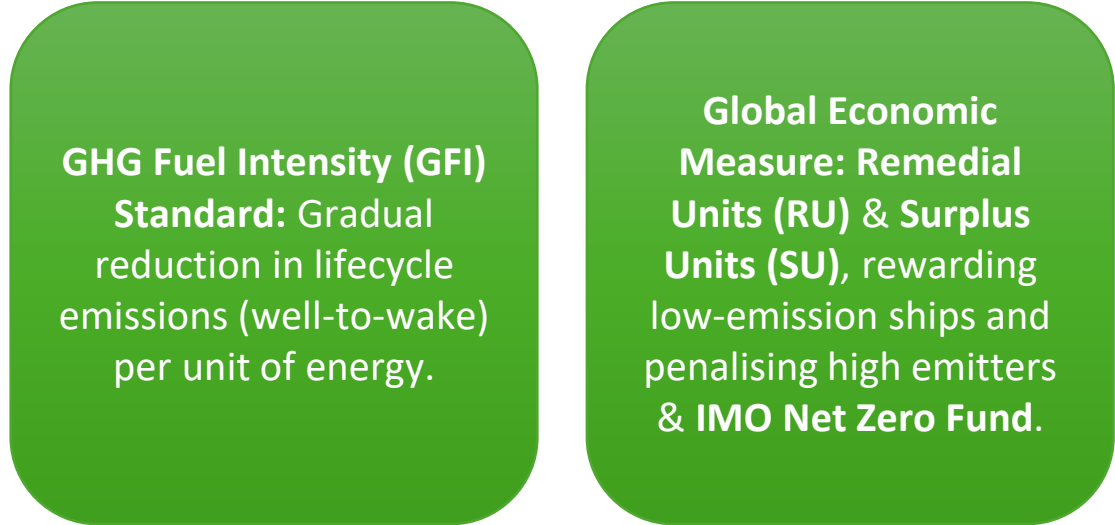 GHG Fuel Intensity (GFI)
Standard: Gradual
reduction in lifecycle
emissions (well-to-wake)
per unit of energy.
Global Economic
Measure: Remedial
Units (RU) & Surplus
Units (SU), rewarding
low-emission ships and
penalising high emitters
& IMO Net Zero Fund.